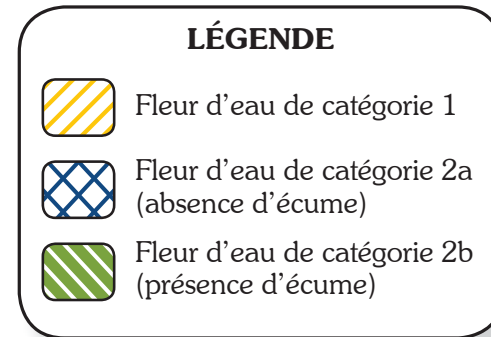 LÉGENDE
Fleur d’eau de catégorie 1
Fleur d’eau de catégorie 2a
(absence d’écume)
Fleur d’eau de catégorie 2b
(présence d’écume)